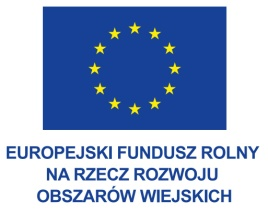 EUROPEJSKI FUNDUSZ ROLNY
NA RZECZ ROZWOJU
OBSZARÓW WIEJSKICH